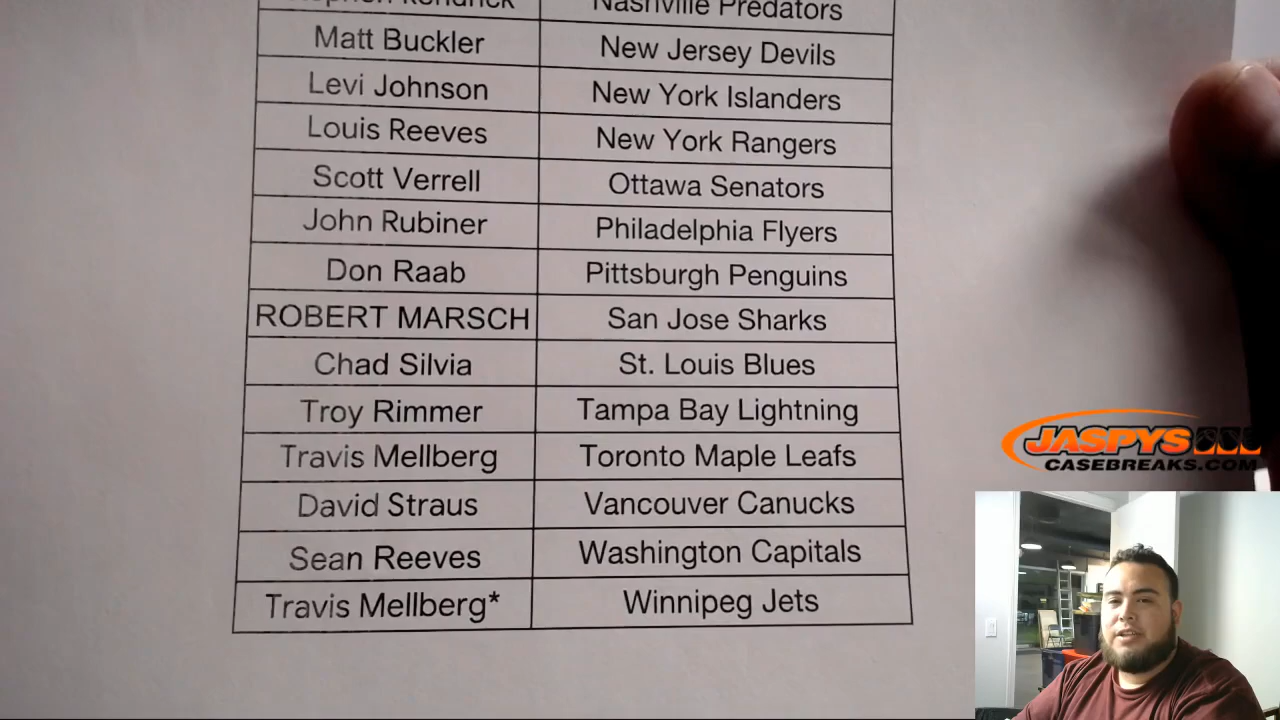 Kendrick Nashville Predators
Matt Buckler New Jersey Devils
Levi Johnson New York Islanders
Louis Reeves New York Rangers
Scott Verrell Ottawa Senators
John Rubiner Philadelphia Flyers
Don Raab Pittsburgh Penguins
ROBERT MARSCH San Jose Sharks
Chad Silvia St. Louis Blues
Troy Rimmer Tampa Bay Lightning
Travis Mellberg Toronto Maple Leafs
David Straus Vancouver Canucks
Sean Reeves Washington Capitals
Travis Mellberg* Winnipeg Jets
JASPYS
CASEBREAKS.COM